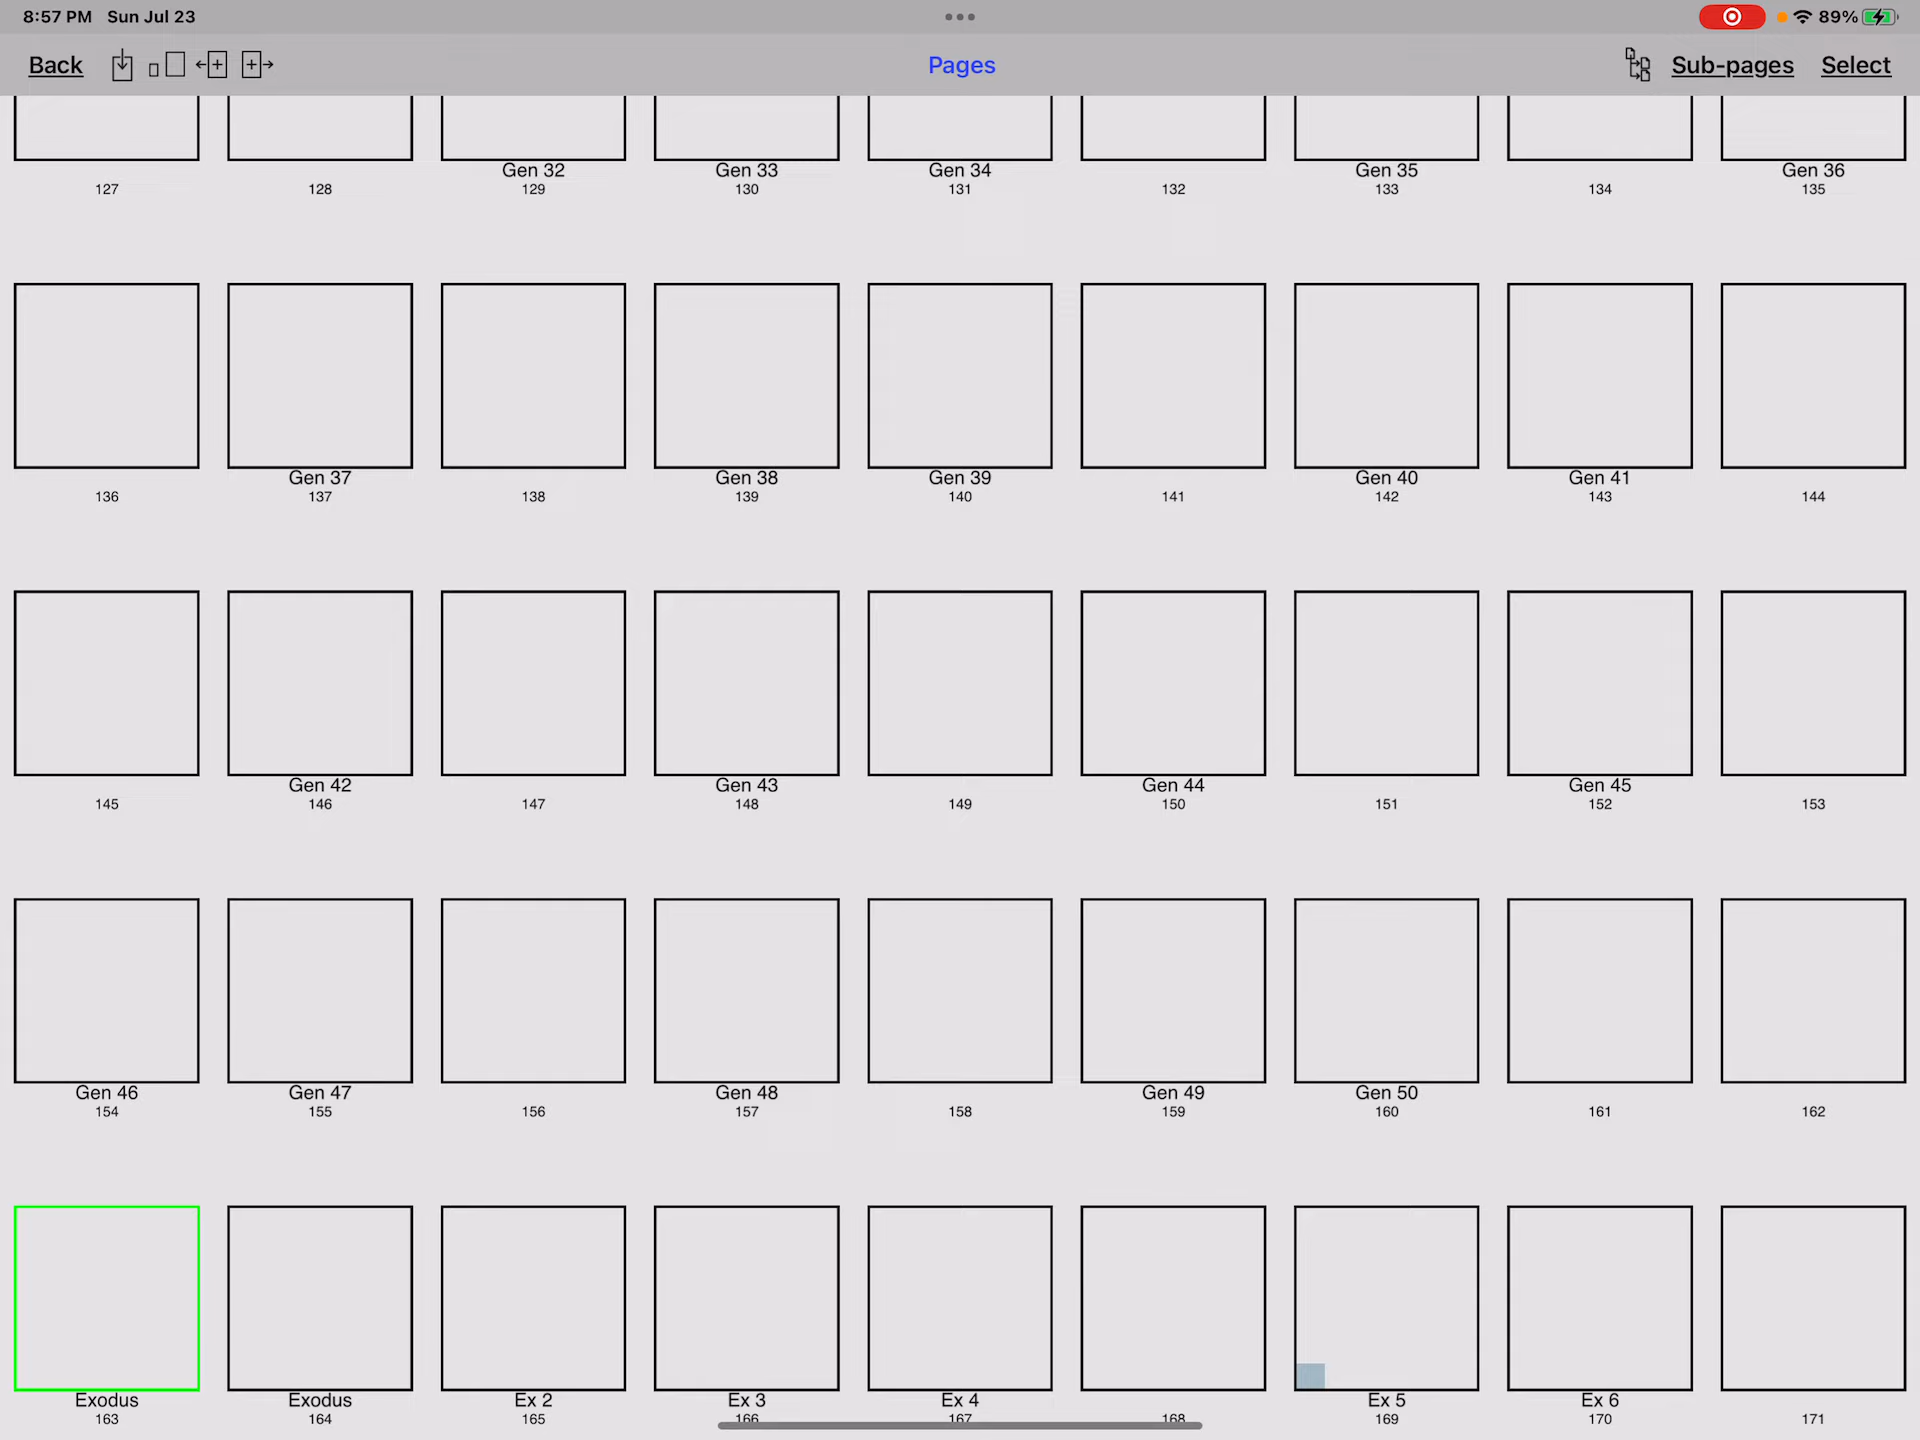 8:57 PM Sun Jul 23
89%
Back
Pages
Sub-pages
Select
Gen 32
Gen 33
Gen 34
Gen 35
Gen 36
127
128
129
130
131
132
133
134
135
Gen 37
Gen 38
Gen 39
Gen 40
Gen 41
136
137
138
139
140
141
142
143
144
Gen 42
Gen 43
Gen 44
Gen 45
145
146
147
148
149
150
151
152
153
Gen 46
Gen 47
Gen 48
Gen 49
Gen 50
154
155
156
157
158
159
160
161
162
Exodus
Exodus
Ex 2
Ex 3
Ex 4
Ex 5
Ex 6
163
164
165
166
167
168
169
170
171